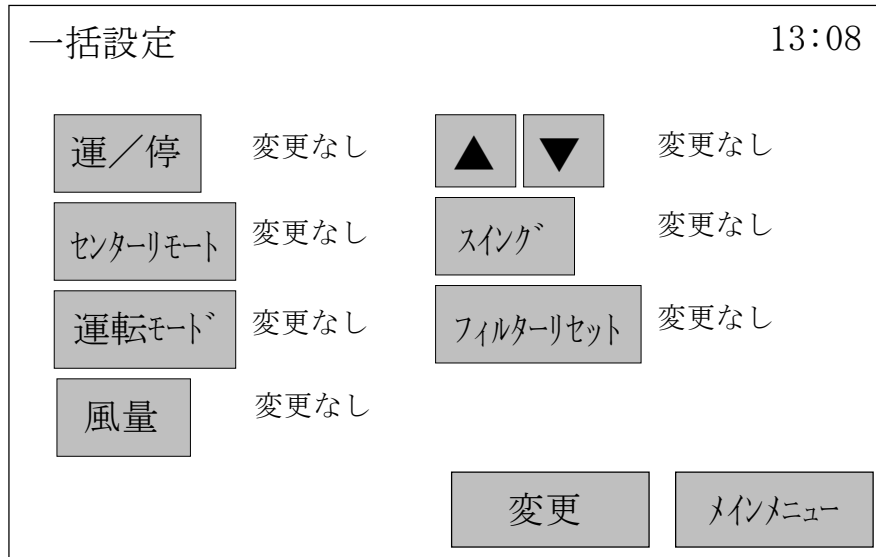 一括設定 13:08
運／停 変更なし ▲ ▼ 変更なし
センターリモート 変更なし スイング 変更なし
運転モード 変更なし フィルターリセット 変更なし
風量 変更なし
変更 メインメニュー